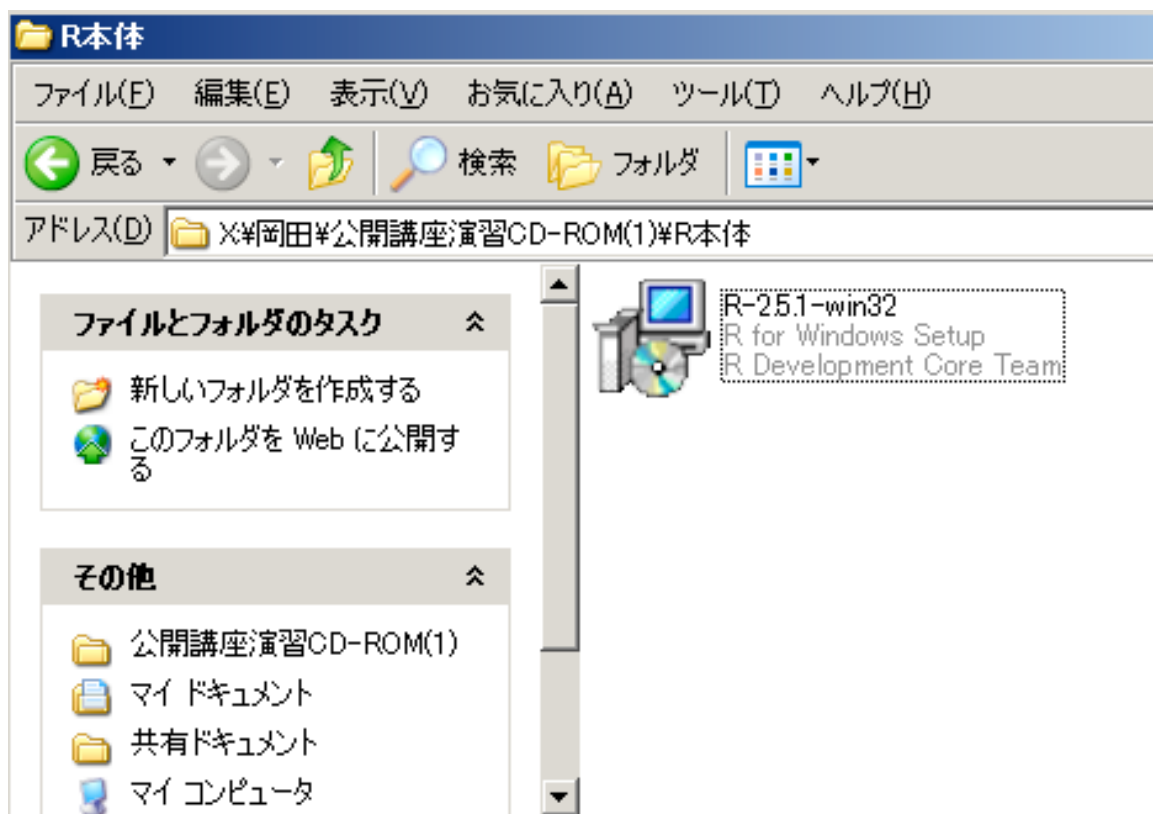 R本体
ファイル(F) 編集(E) 表示(V) お気に入り(A) ツール(T) ヘルプ(H)
戻る 検索 フォルダ
アドレス(D) X¥岡田¥公開講座演習CD-ROM(1)¥R本体
ファイルとフォルダのタスク
新しいフォルダを作成する
このフォルダを Web に公開す
る
その他
公開講座演習CD-ROM(1)
マイ ドキュメント
共有ドキュメント
マイ コンピュータ
R-2.5.1-win32
R for Windows Setup
R Development Core Team